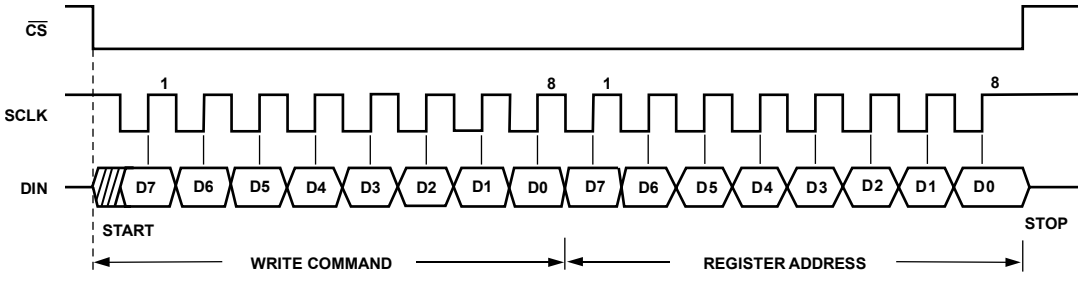 CS
1 8 1 8
SCLK
DIN D7 D6 D5 D4 D3 D2 D1 D0 D7 D6 D5 D4 D3 D2 D1 D0
START STOP
WRITE COMMAND REGISTER ADDRESS